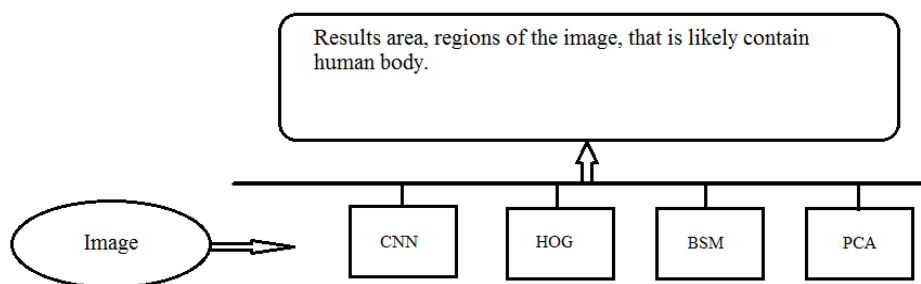 Results area, regions of the image, that is likely contain
human body.
Image
CNN
HOG
BSM
PCA